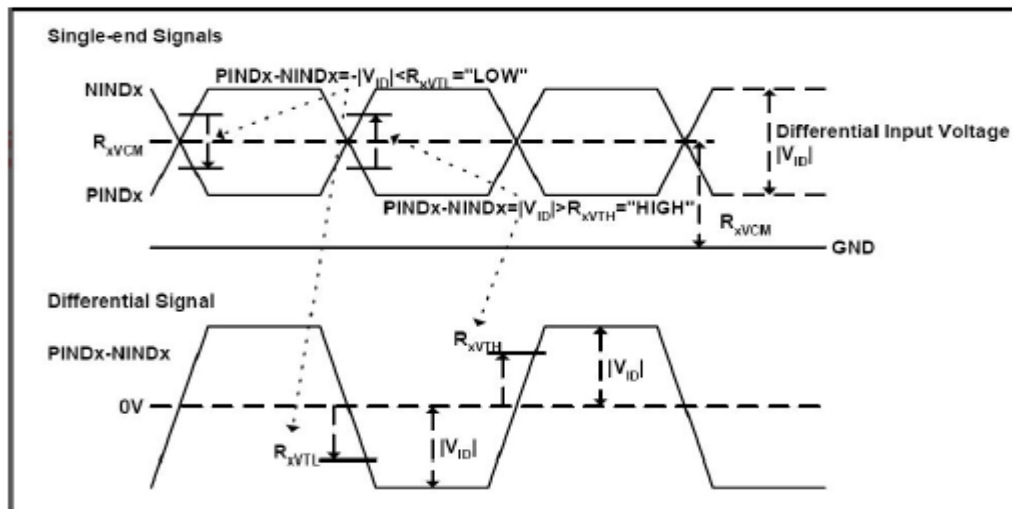 Single-end Signals
PINDx-NINDx=-|VID|<RxVTL="LOW"
NINDx
RxVCM
Differential Input Voltage
|VID|
PINDx
PINDx-NINDx=|VID|>RxVTH="HIGH"
RxVCM
GND
Differential Signal
RxVTH
PINDx-NINDx
|VID|
0V
RxVTL
|VID|